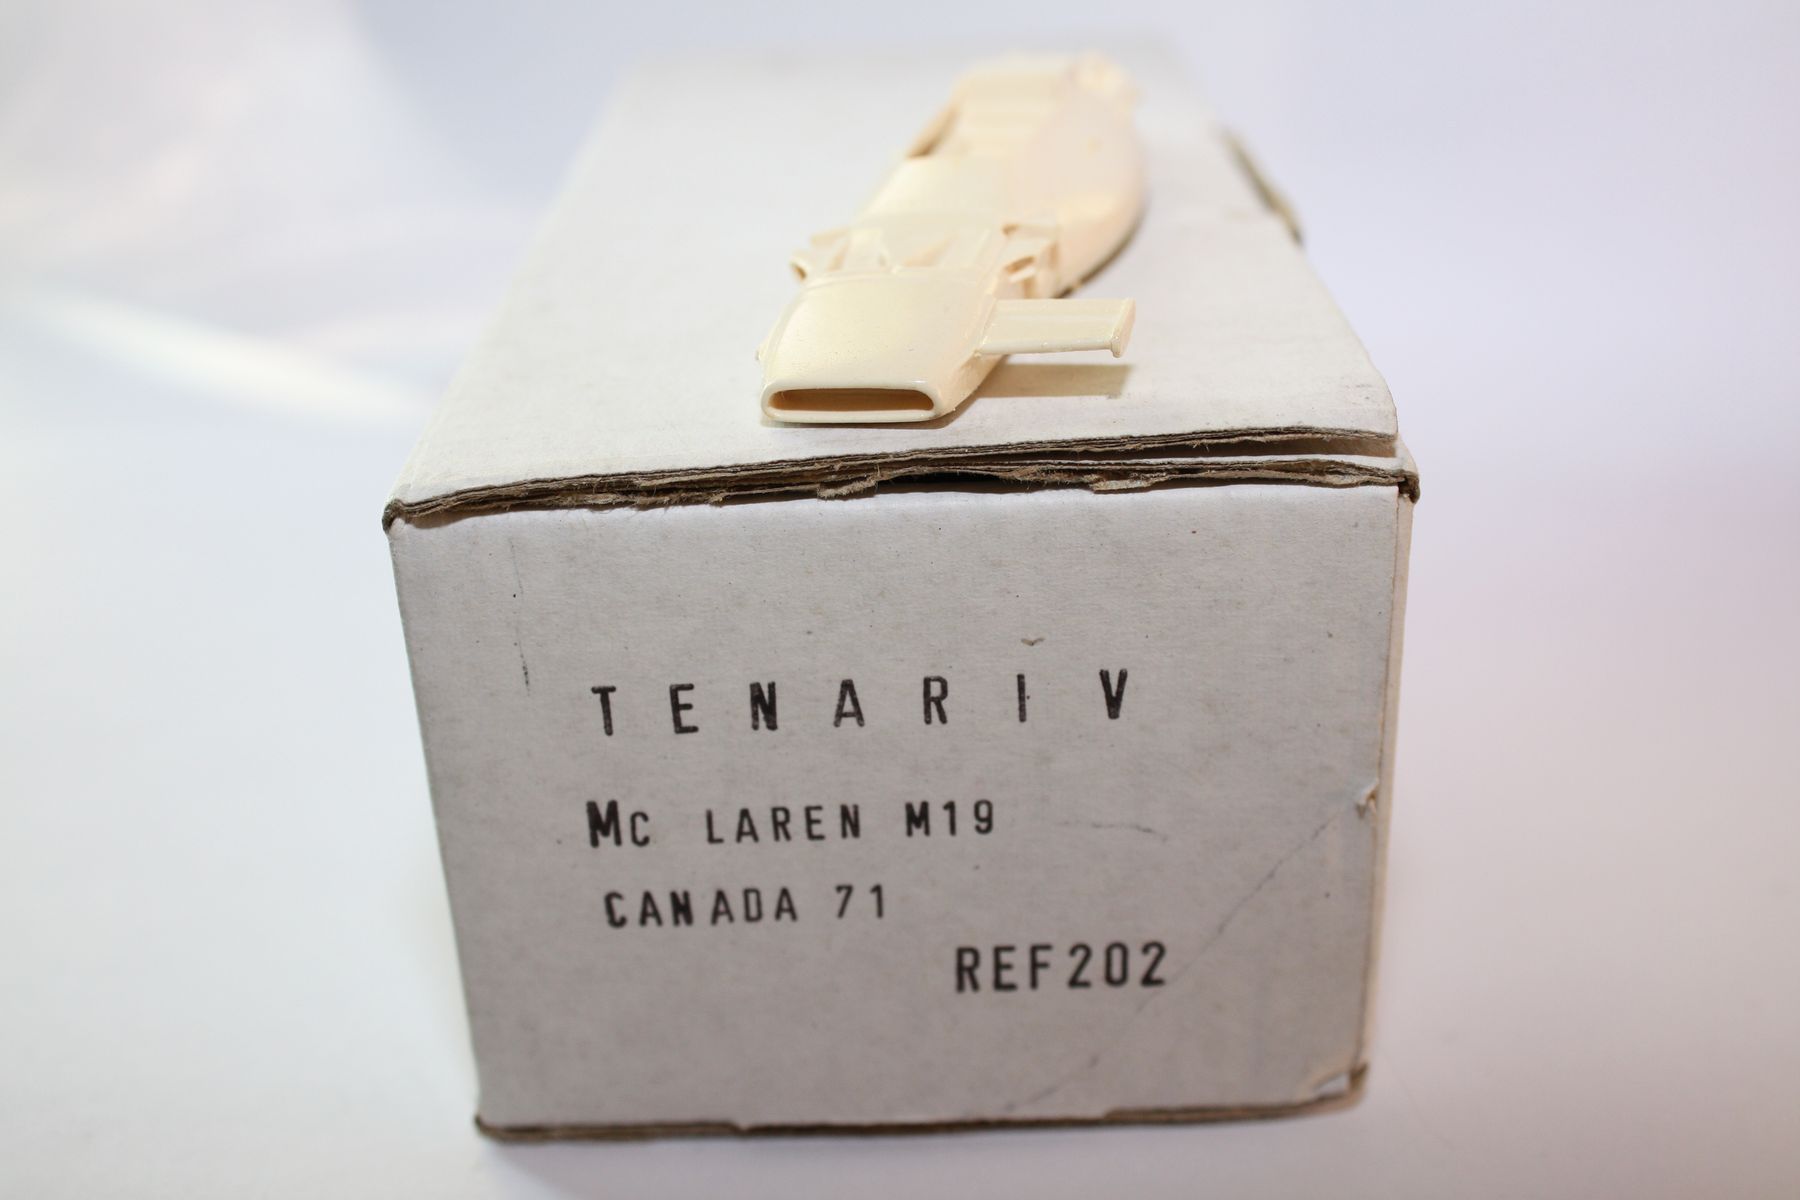 TENARIV
Mc LAREN M19
CANADA 71
REF202